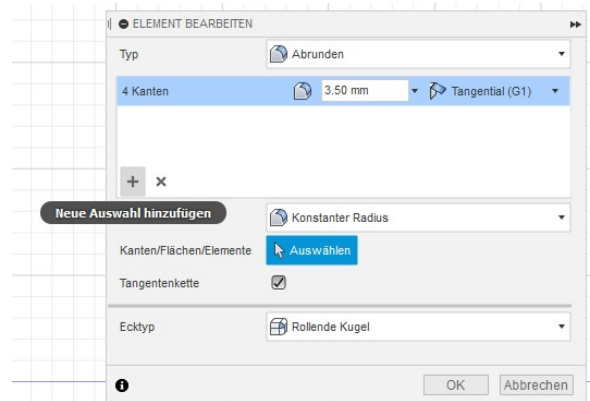 ELEMENT BEARBEITEN
Typ Abrunden
4 Kanten 3.50 mm Tangential (G1)
Neue Auswahl hinzufügen
Konstanter Radius
Kanten/Flächen/Elemente Auswählen
Tangentenkette
Ecktyp Rollende Kugel
OK Abbrechen